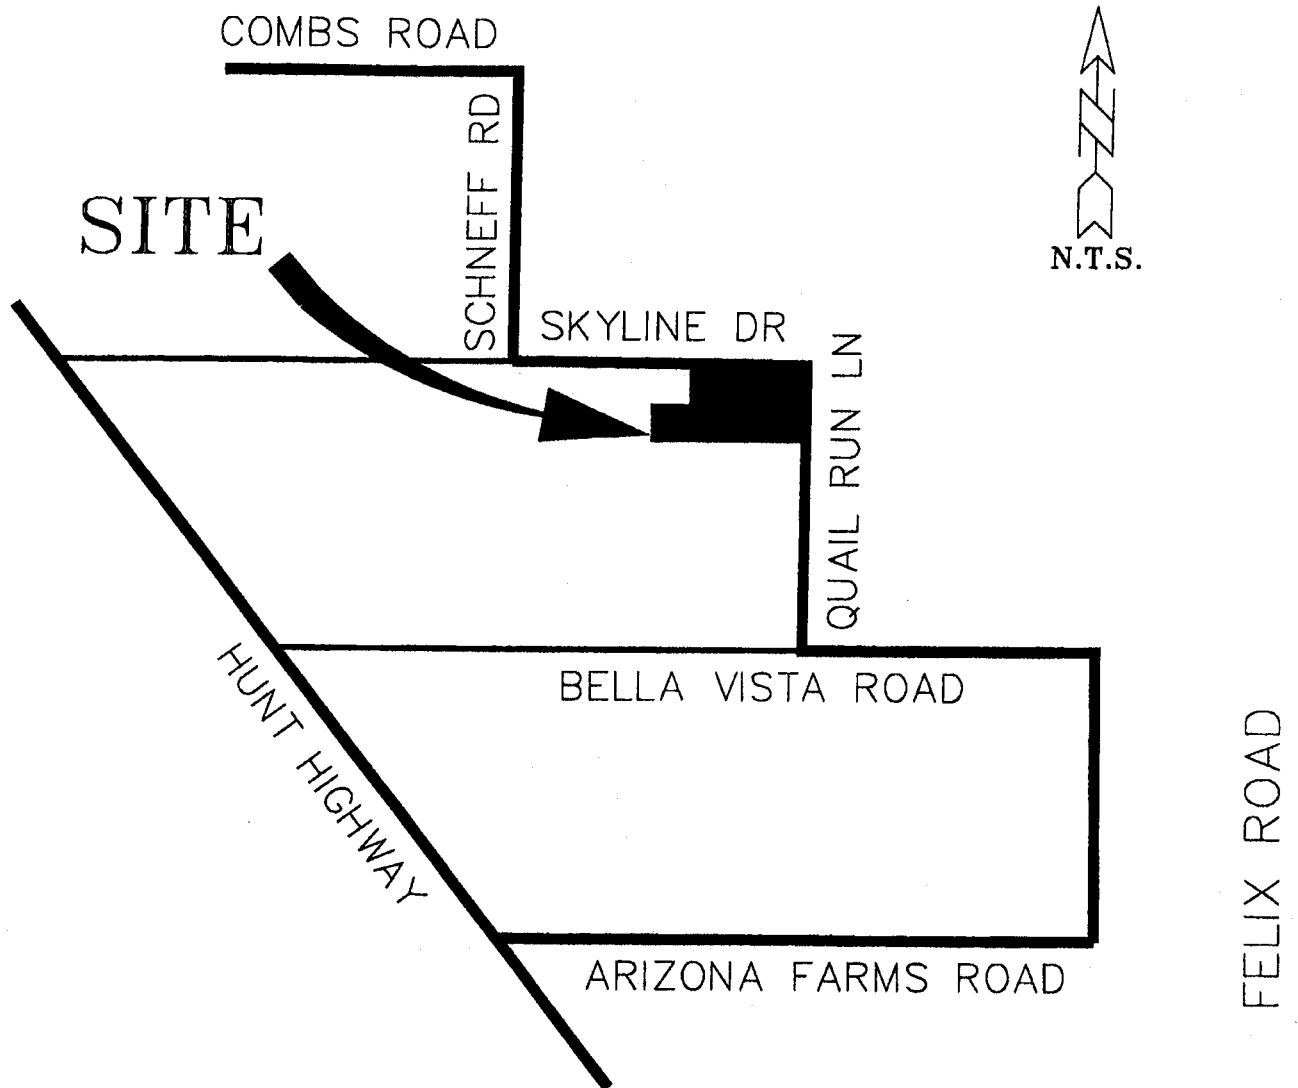 COMBS ROAD
SCHNEFF RD
SITE
N.T.S.
SKYLINE DR
QUAIL RUN LN
BELLA VISTA ROAD
HUNT HIGHWAY
FELIX ROAD
ARIZONA FARMS ROAD